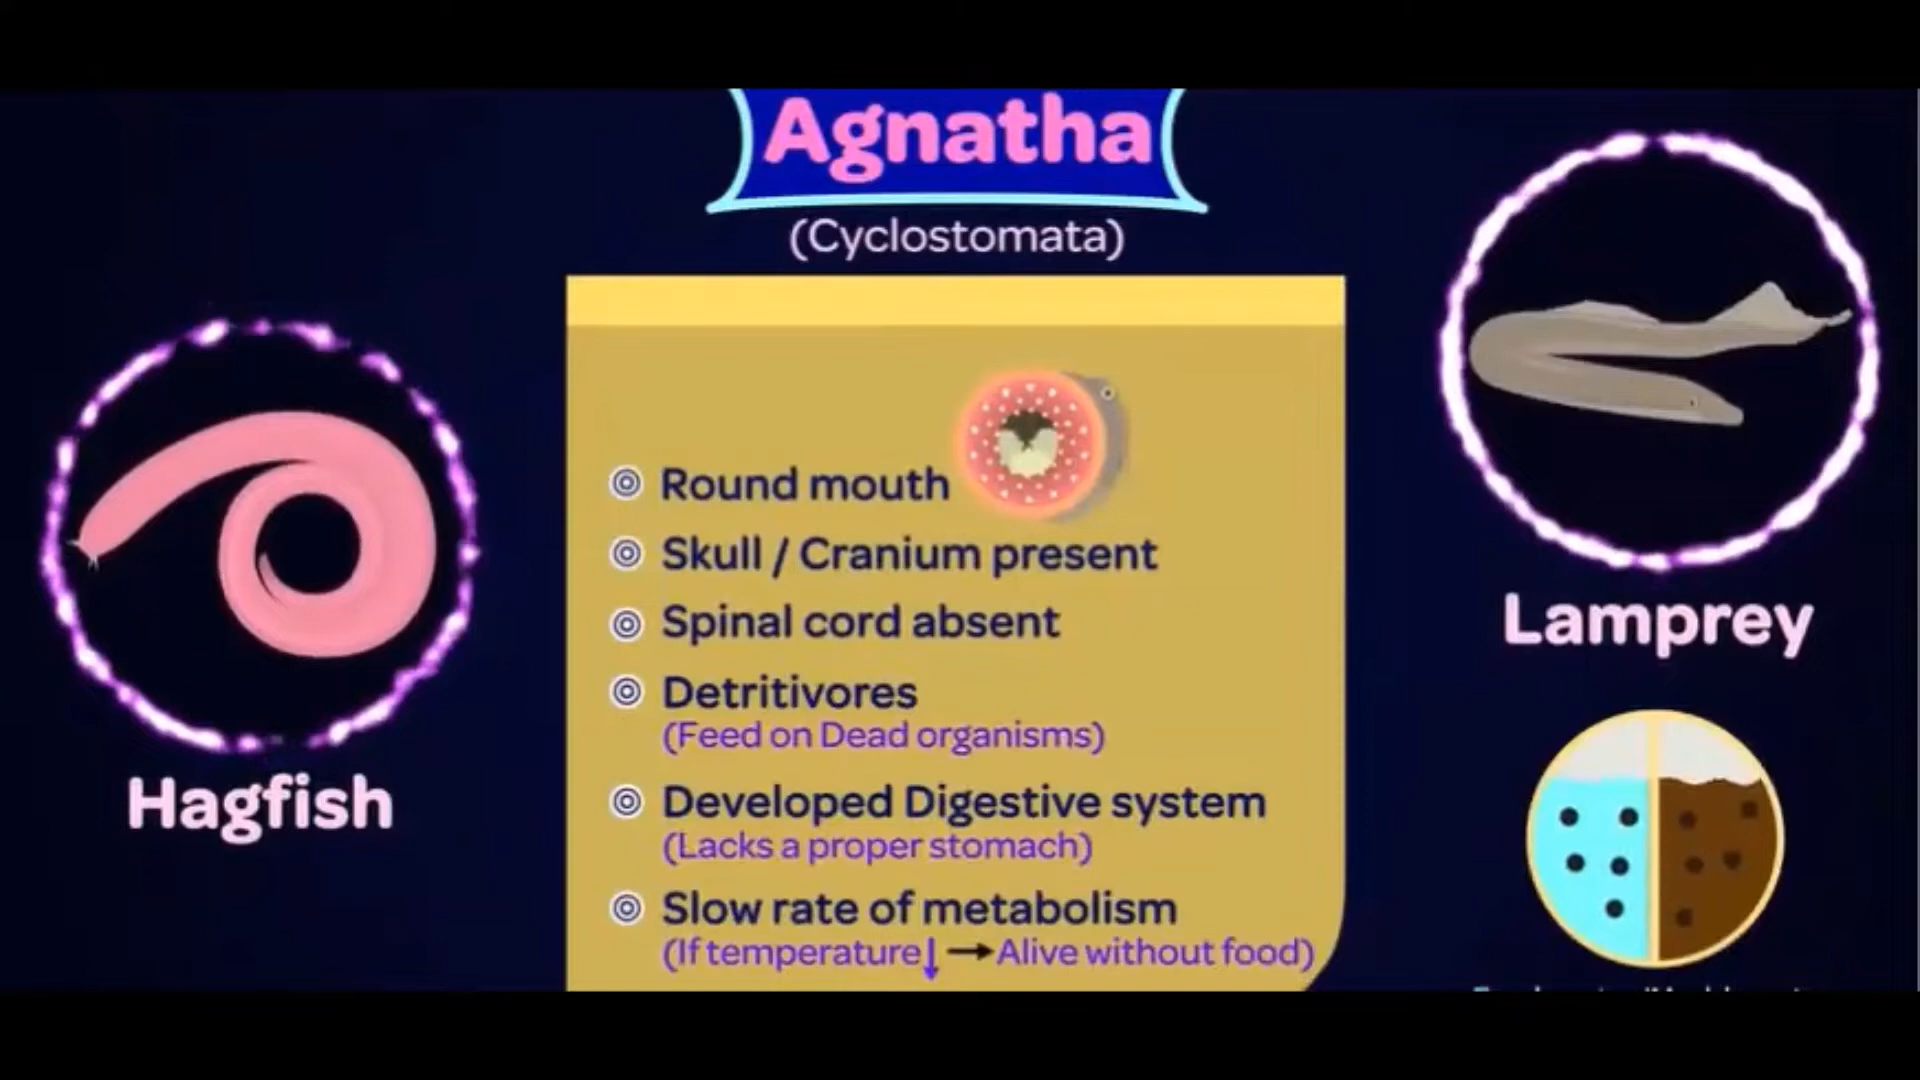 Agnatha
(Cyclostomata)
Round mouth
Skull / Cranium present
Spinal cord absent
Detritivores
(Feed on Dead organisms)
Developed Digestive system
(Lacks a proper stomach)
Slow rate of metabolism
(If temperature↓ → Alive without food)
Hagfish
Lamprey